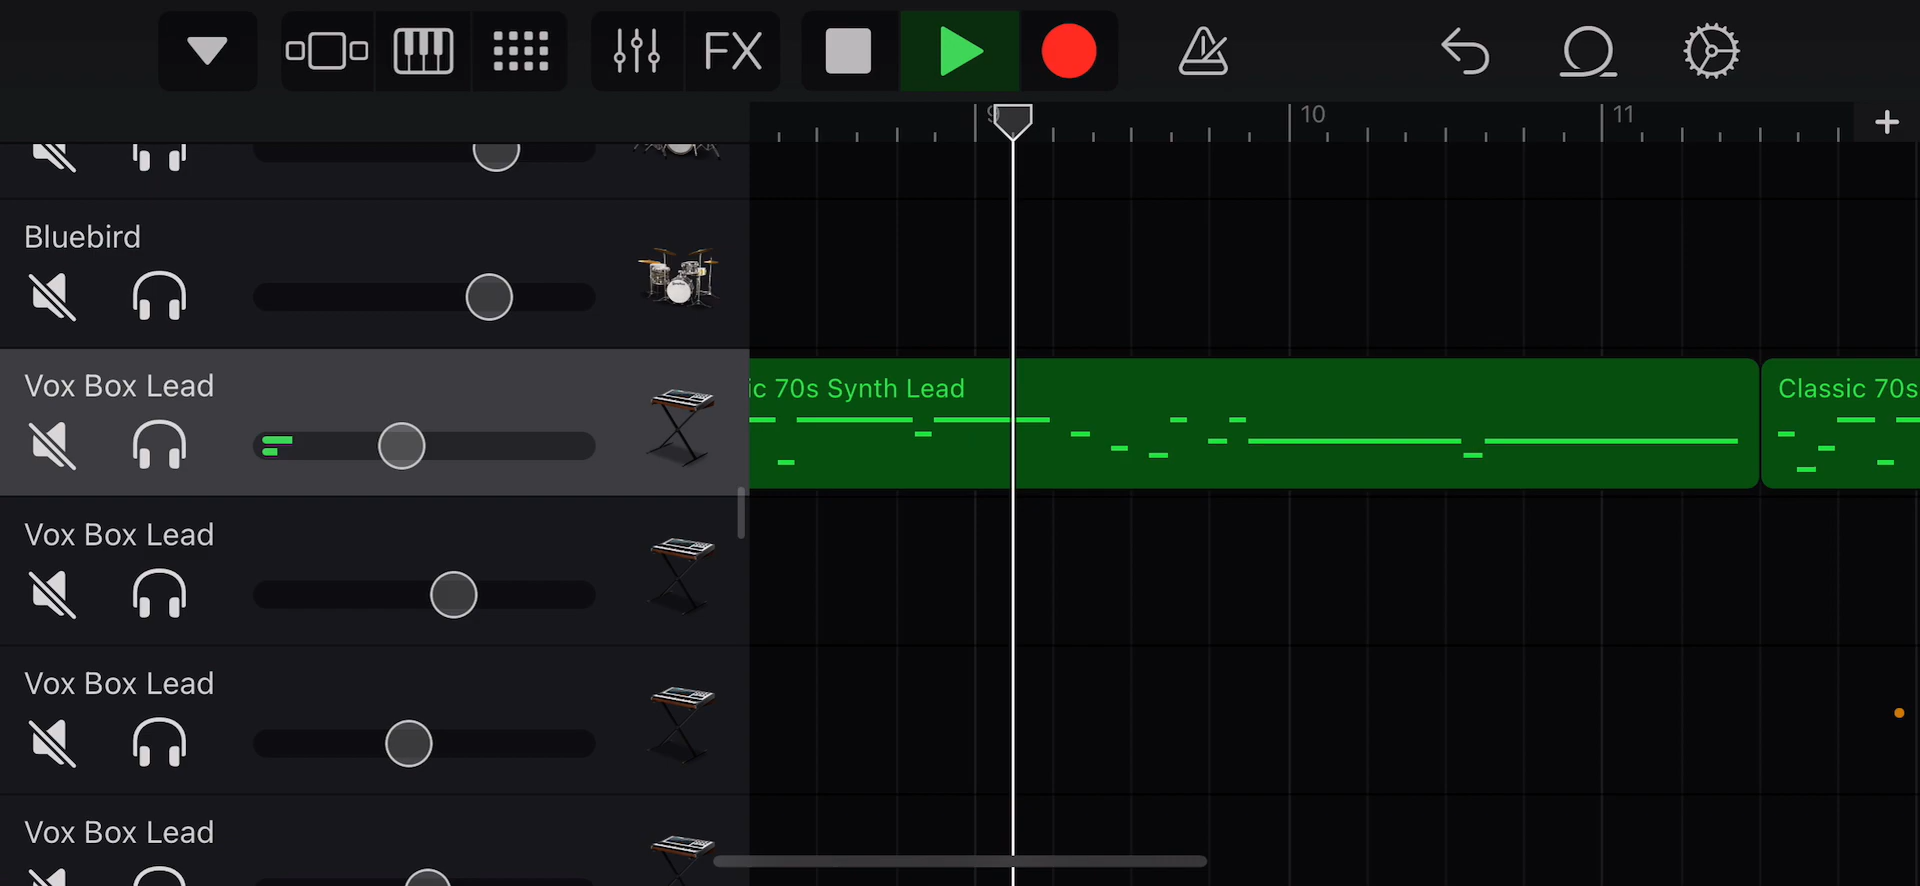 FX
9
10
11
Bluebird
Vox Box Lead
ic 70s Synth Lead
Classic 70s
Vox Box Lead
Vox Box Lead
Vox Box Lead